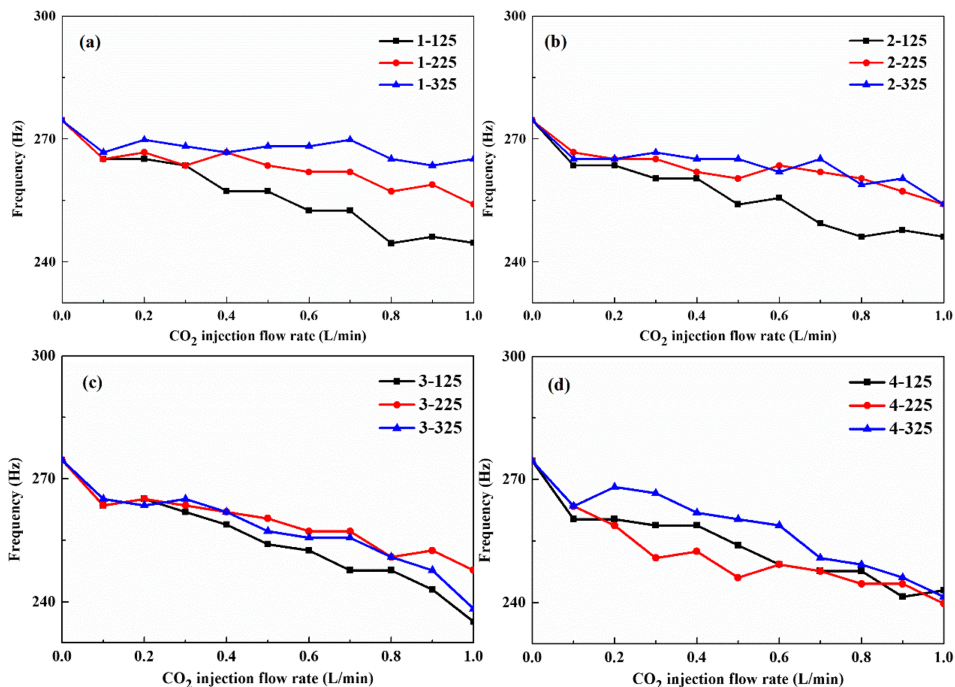 300
(a)
1-125
1-225
1-325
270
240
Frequency (Hz)
0.0 0.2 0.4 0.6 0.8 1.0
CO₂ injection flow rate (L/min)
300
(b)
2-125
2-225
2-325
270
240
Frequency (Hz)
0.0 0.2 0.4 0.6 0.8 1.0
CO₂ injection flow rate (L/min)
300
(c)
3-125
3-225
3-325
270
240
Frequency (Hz)
0.0 0.2 0.4 0.6 0.8 1.0
CO₂ injection flow rate (L/min)
300
(d)
4-125
4-225
4-325
270
240
Frequency (Hz)
0.0 0.2 0.4 0.6 0.8 1.0
CO₂ injection flow rate (L/min)